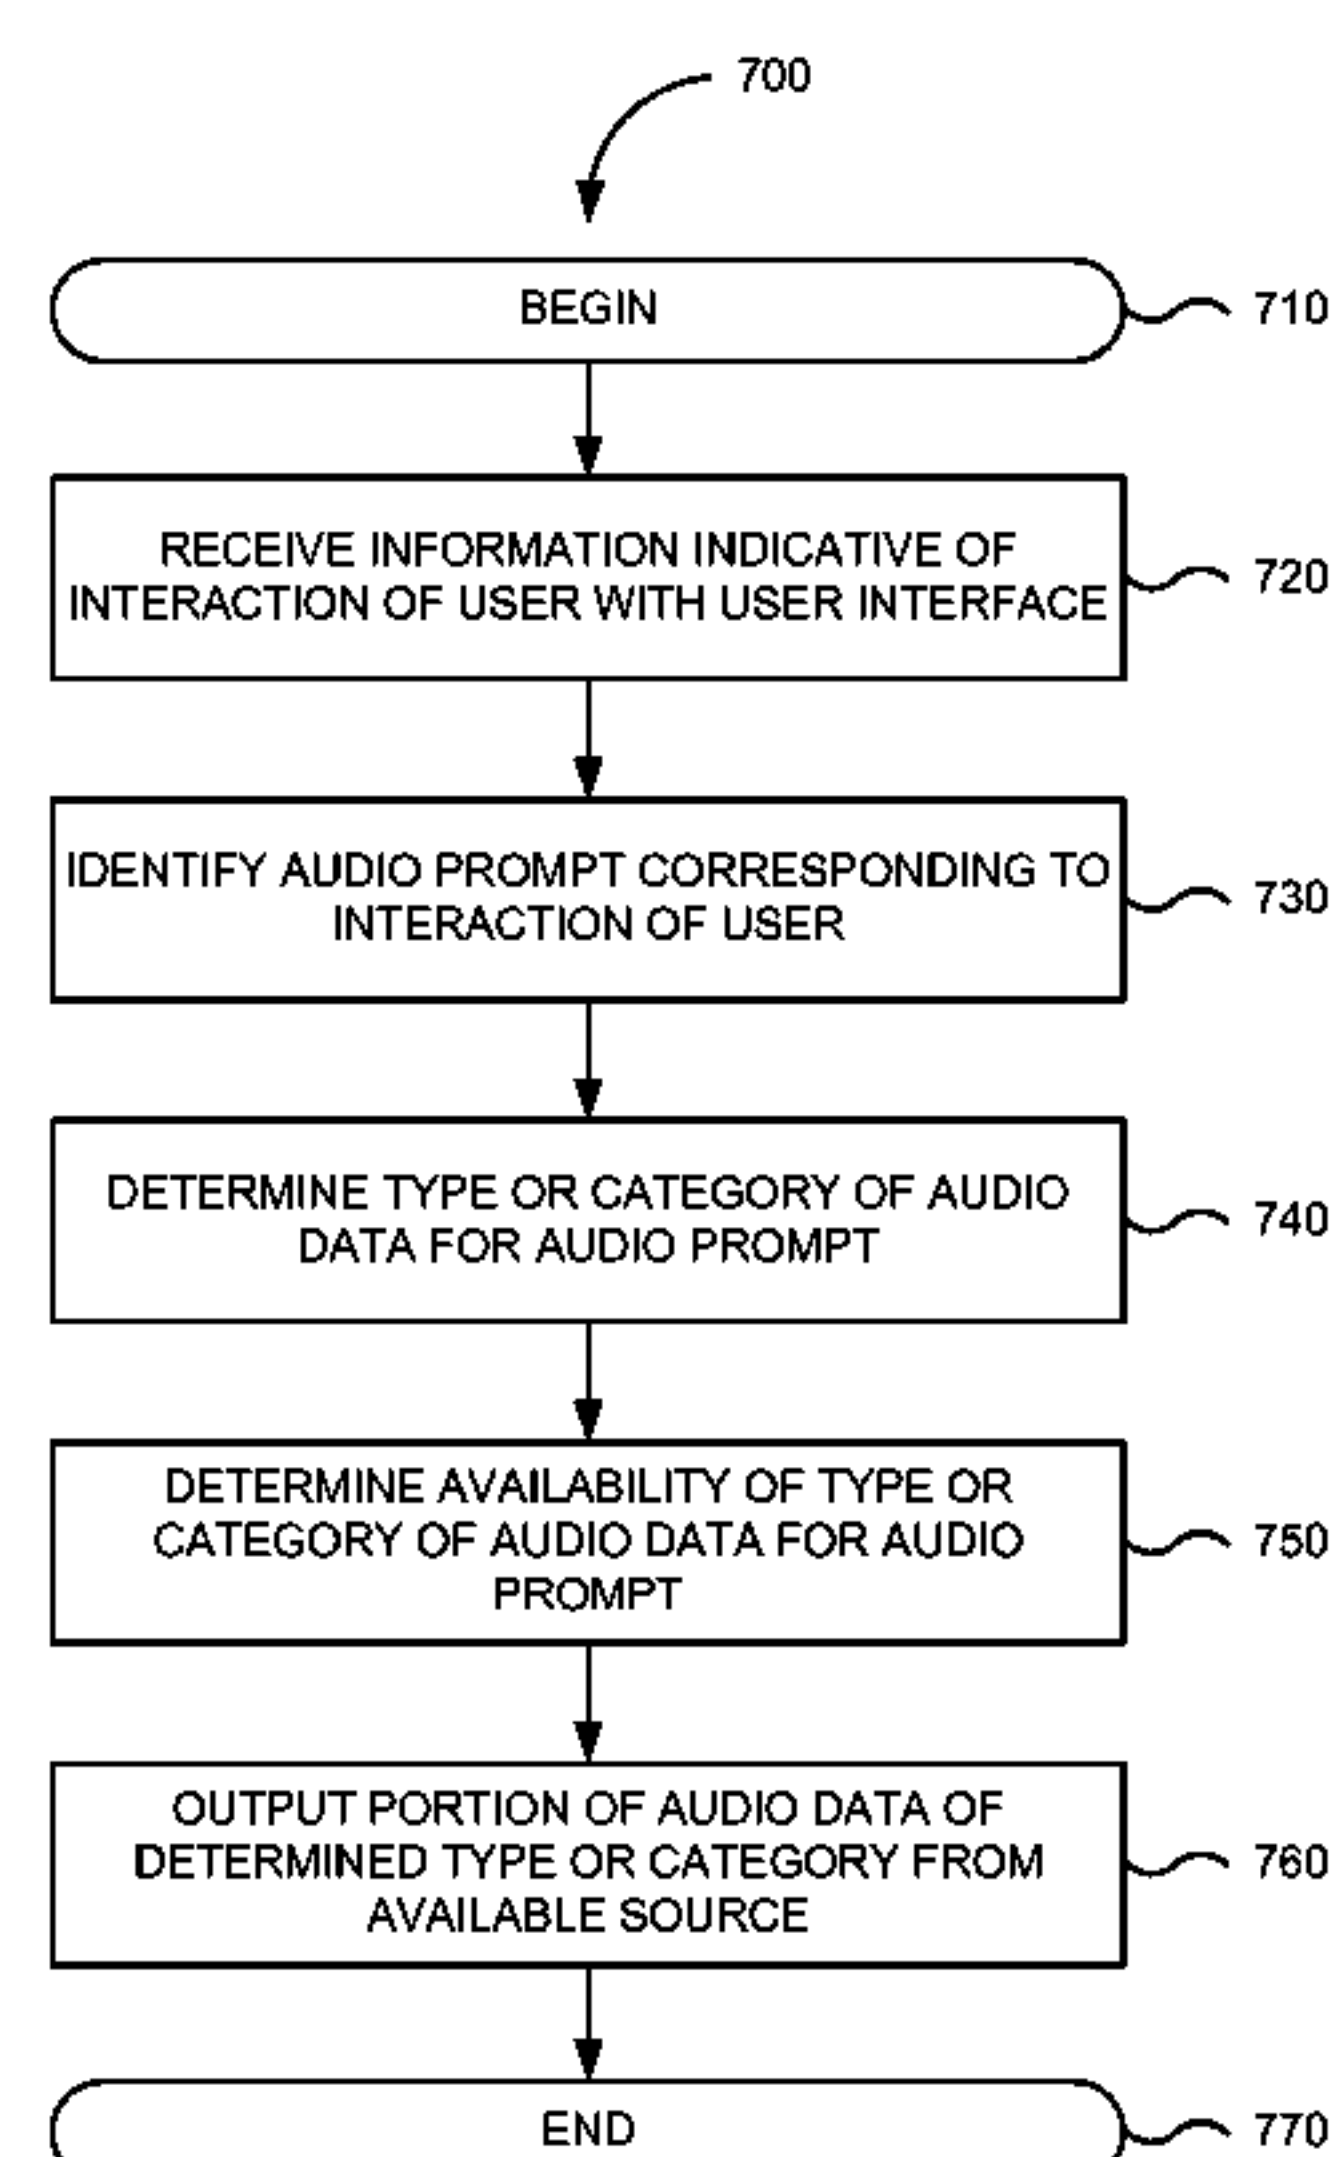 700
BEGIN
710
RECEIVE INFORMATION INDICATIVE OF
INTERACTION OF USER WITH USER INTERFACE
720
IDENTIFY AUDIO PROMPT CORRESPONDING TO
INTERACTION OF USER
730
DETERMINE TYPE OR CATEGORY OF AUDIO
DATA FOR AUDIO PROMPT
740
DETERMINE AVAILABILITY OF TYPE OR
CATEGORY OF AUDIO DATA FOR AUDIO
PROMPT
750
OUTPUT PORTION OF AUDIO DATA OF
DETERMINED TYPE OR CATEGORY FROM
AVAILABLE SOURCE
760
END
770